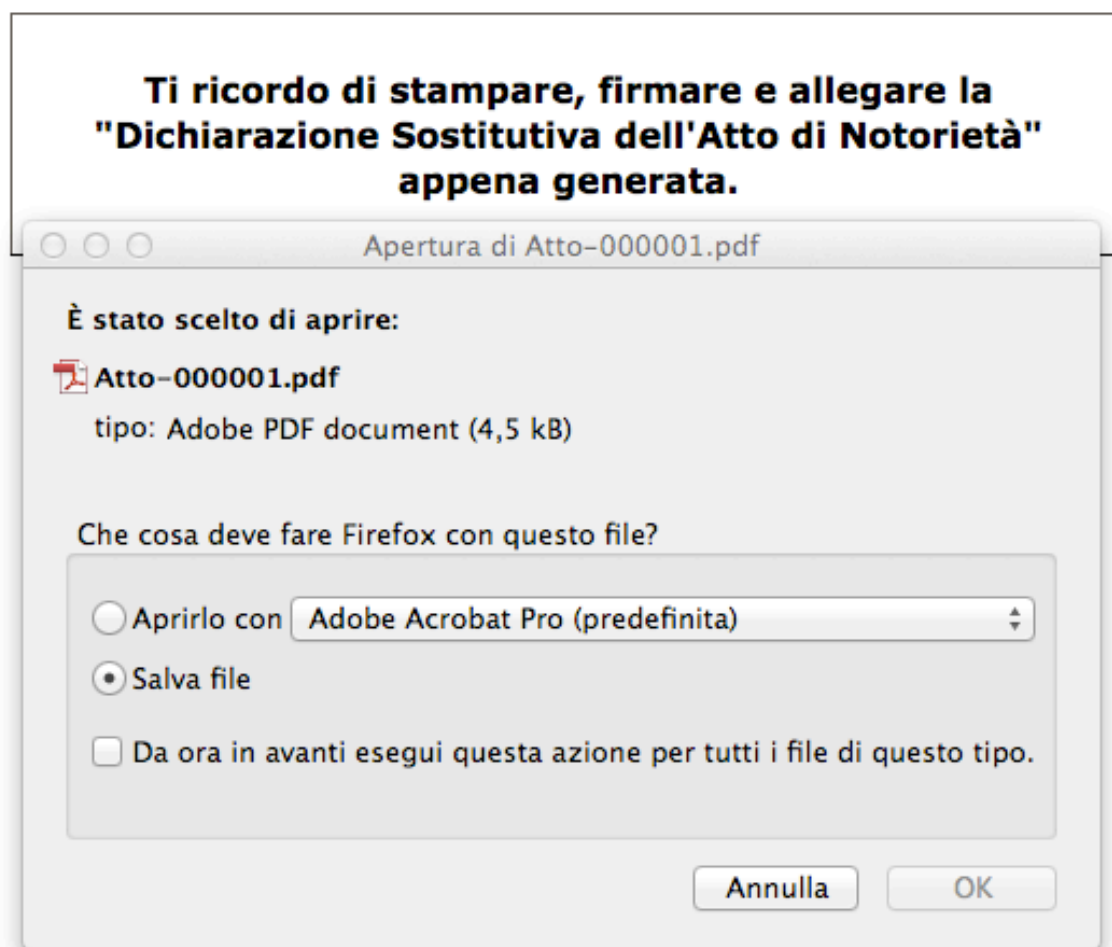 Ti ricordo di stampare, firmare e allegare la
"Dichiarazione Sostitutiva dell'Atto di Notorietà"
appena generata.
Apertura di Atto-000001.pdf
È stato scelto di aprire:
Atto-000001.pdf
tipo: Adobe PDF document (4,5 kB)
Che cosa deve fare Firefox con questo file?
Aprirlo con Adobe Acrobat Pro (predefinita)
Salva file
Da ora in avanti esegui questa azione per tutti i file di questo tipo.
Annulla OK